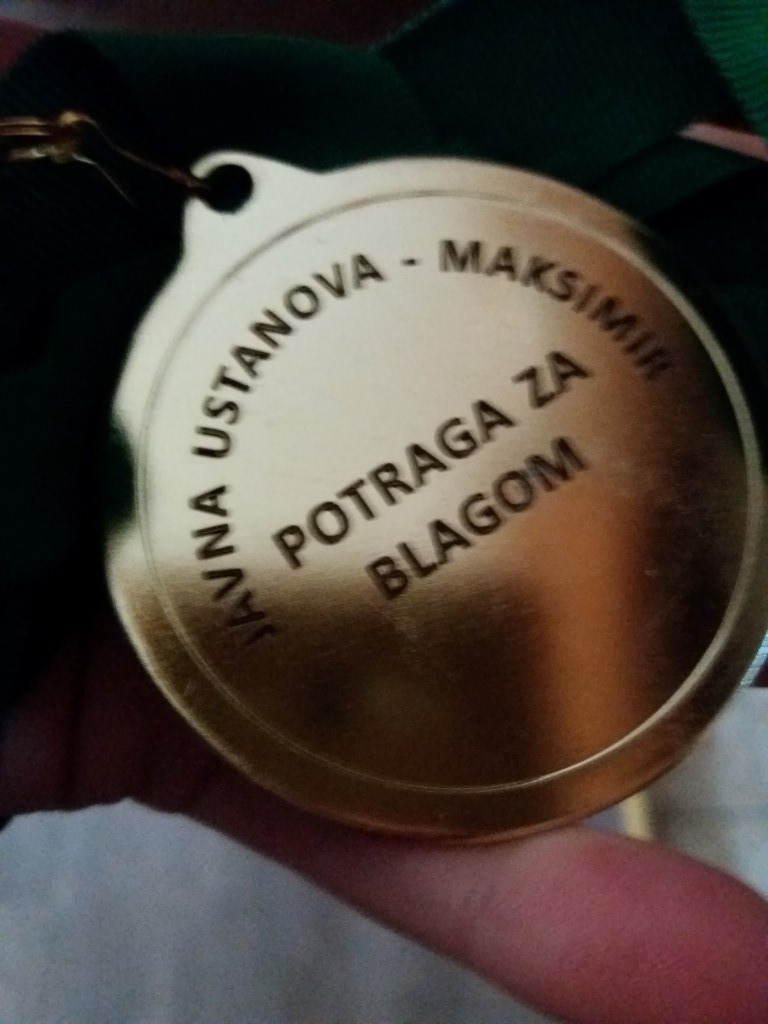 JAVNA USTANOVA - MAKSIMIR
POTRAGA ZA
BLAGOM